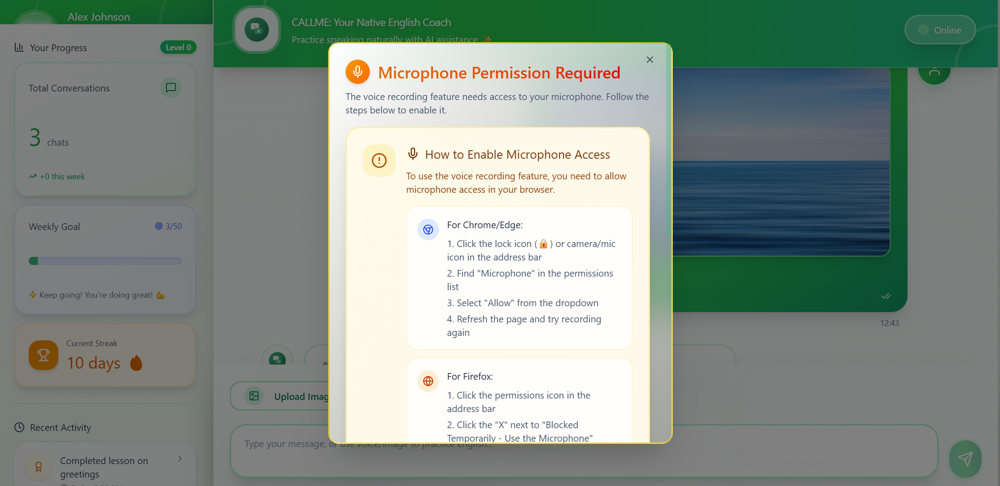 Alex Johnson
Your Progress
Level 0
Total Conversations
3 chats
+0 this week
Weekly Goal
3/50
Keep going! You're doing great! 💪
Current Streak
10 days
Recent Activity
Completed lesson on
greetings
CALLME: Your Native English Coach
Practice speaking naturally with AI assistance ✨
Online
Microphone Permission Required
The voice recording feature needs access to your microphone. Follow the
steps below to enable it.
How to Enable Microphone Access
To use the voice recording feature, you need to allow
microphone access in your browser.
For Chrome/Edge:
1. Click the lock icon (🔒) or camera/mic
icon in the address bar
2. Find "Microphone" in the permissions
list
3. Select "Allow" from the dropdown
4. Refresh the page and try recording
again
For Firefox:
1. Click the permissions icon in the
address bar
2. Click the "X" next to "Blocked
Temporarily - Use the Microphone"
12:43
Upload Imag
Type your message, or use voice/image to practice English...